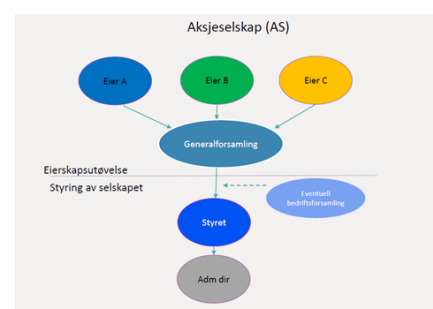 Aksjeselskap (AS)
Eier A
Eier B
Eier C
Generalforsamling
Eierskapsutøvelse
Styring av selskapet
Eventuell
bedriftsforsamling
Styret
Adm dir